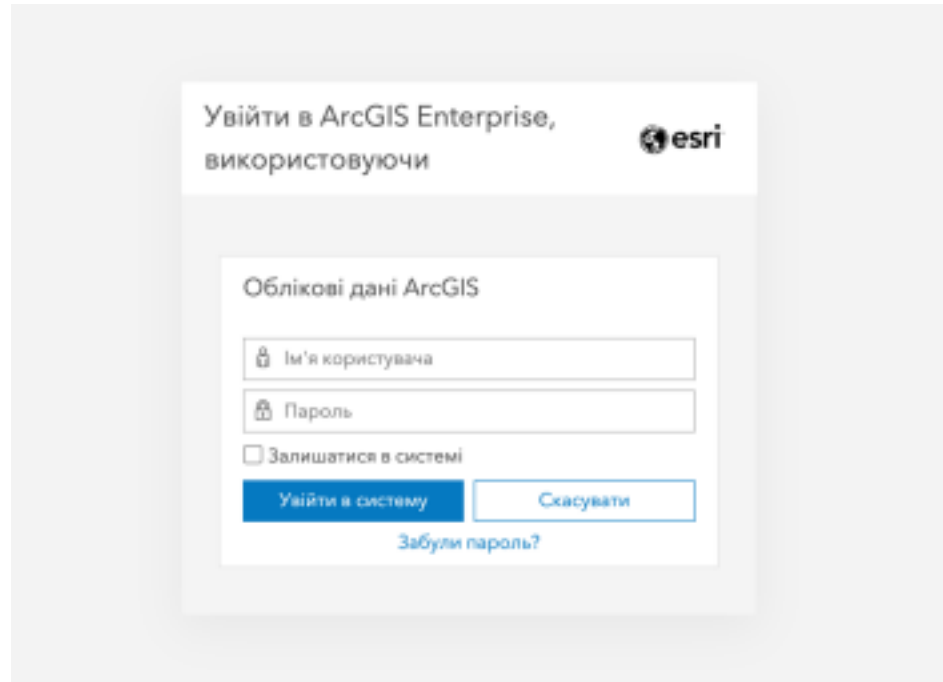 Увійти в ArcGIS Enterprise,
використовуючи
esri
Облікові дані ArcGIS
Ім'я користувача
Пароль
Залишатися в системі
Увійти в систему
Скасувати
Забули пароль?